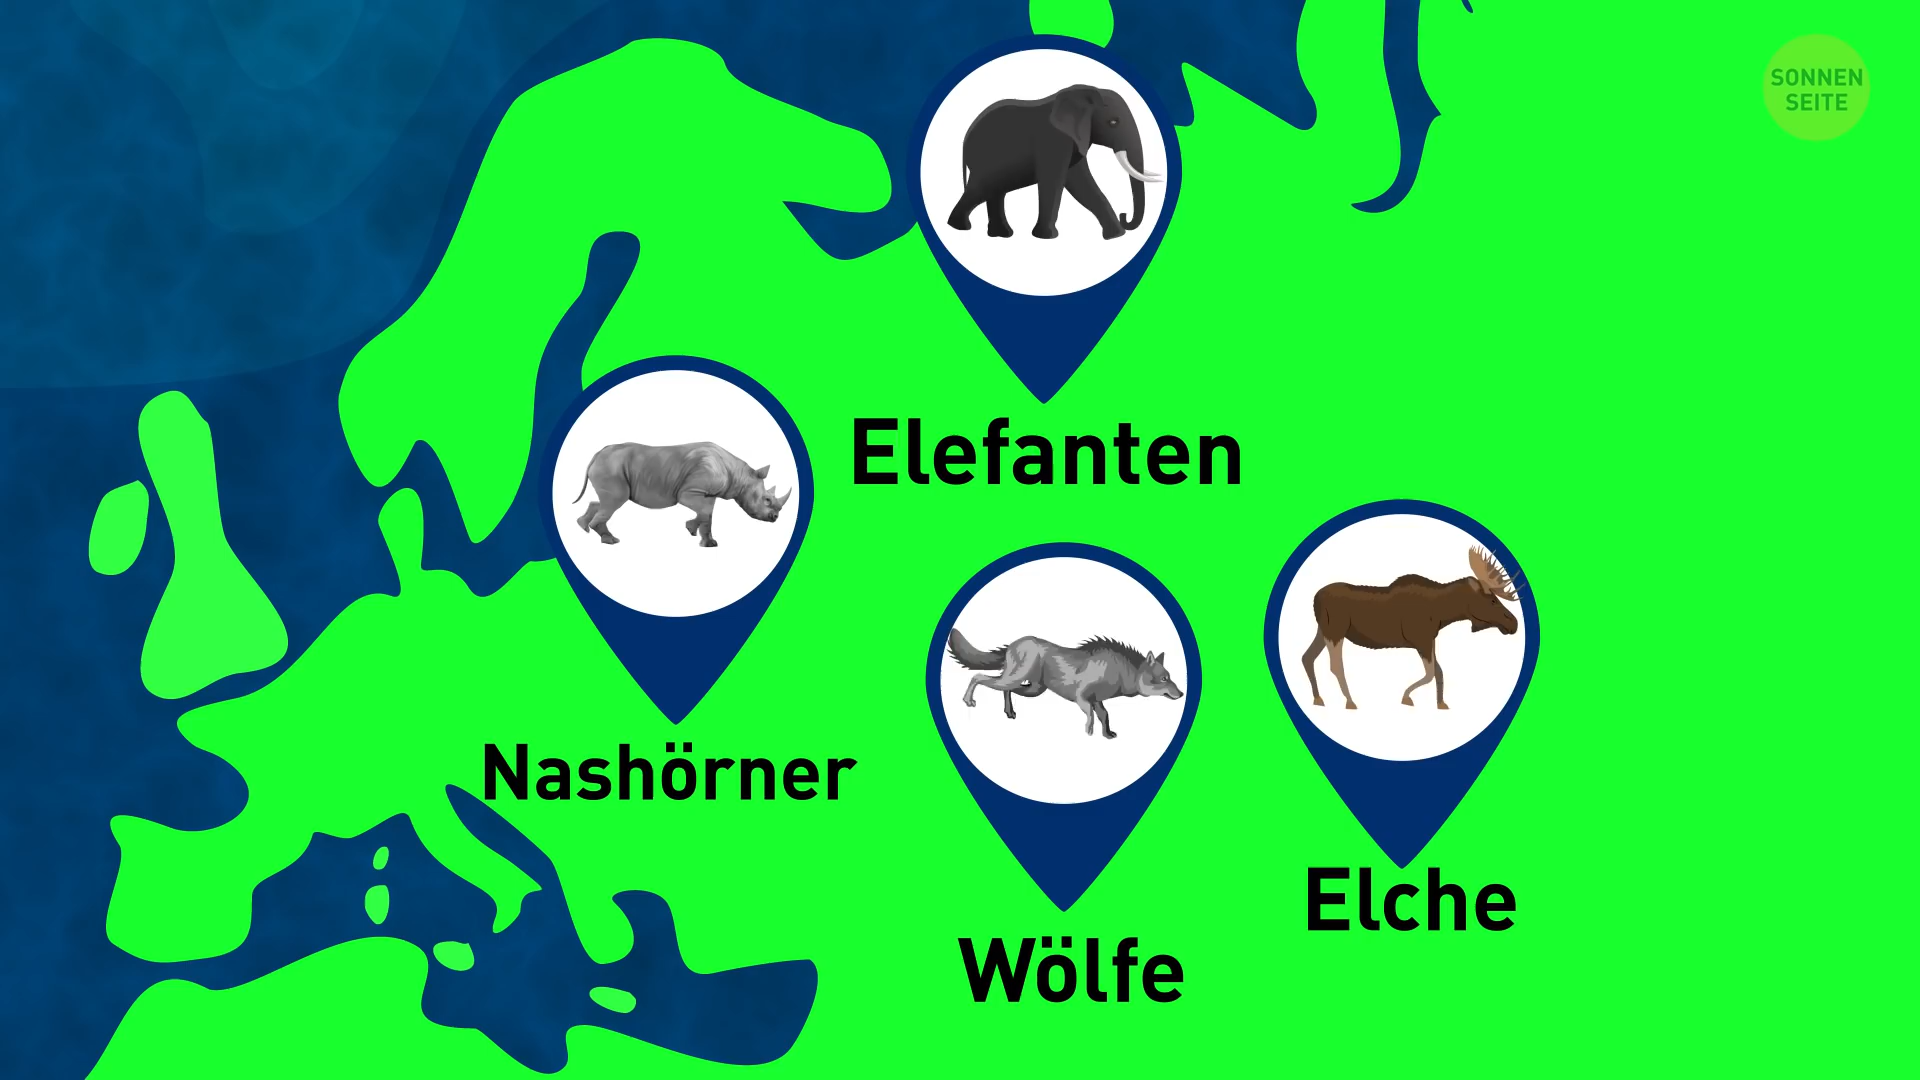 SONNEN
SEITE
Elefanten
Nashörner
Elche
Wölfe